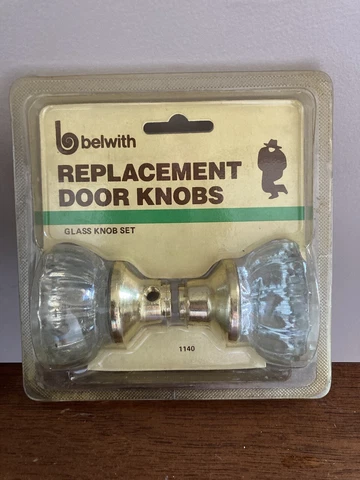 belwith
REPLACEMENT
DOOR KNOBS
GLASS KNOB SET
1140